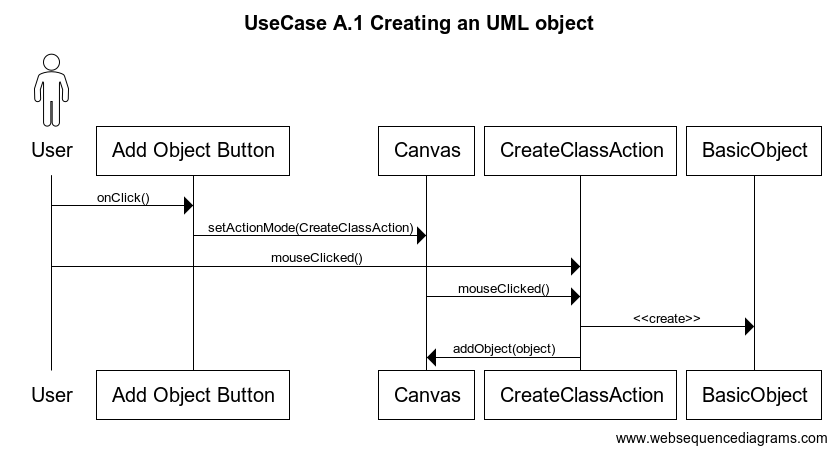 UseCase A.1 Creating an UML object
User
Add Object Button
Canvas
CreateClassAction
BasicObject
onClick()
setActionMode(CreateClassAction)
mouseClicked()
mouseClicked()
<<create>>
addObject(object)
User
Add Object Button
Canvas
CreateClassAction
BasicObject
www.websequencediagrams.com